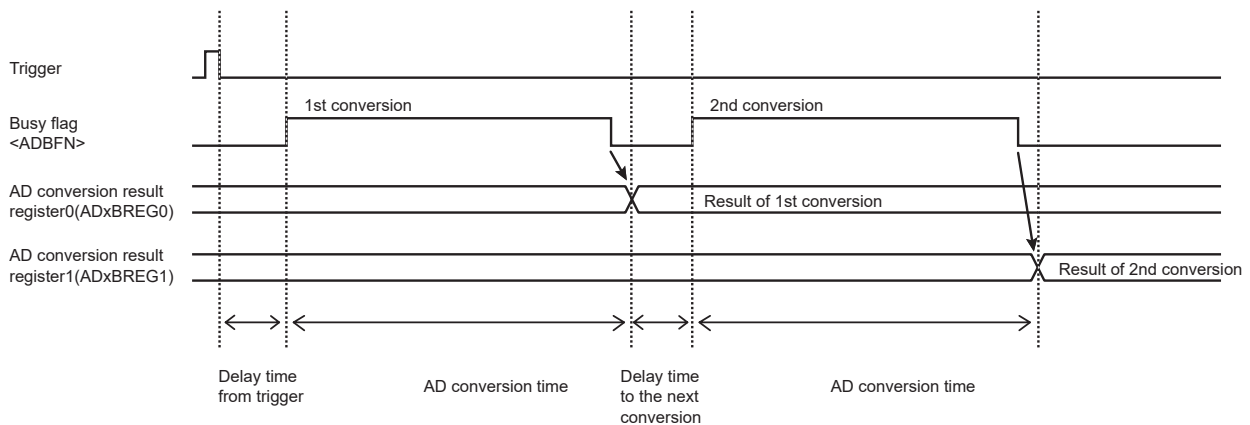 Trigger
1st conversion
2nd conversion
Busy flag
<ADBFN>
AD conversion result
register0(ADxBREG0)
Result of 1st conversion
AD conversion result
register1(ADxBREG1)
Result of 2nd conversion
Delay time
from trigger
AD conversion time
Delay time
to the next
conversion
AD conversion time